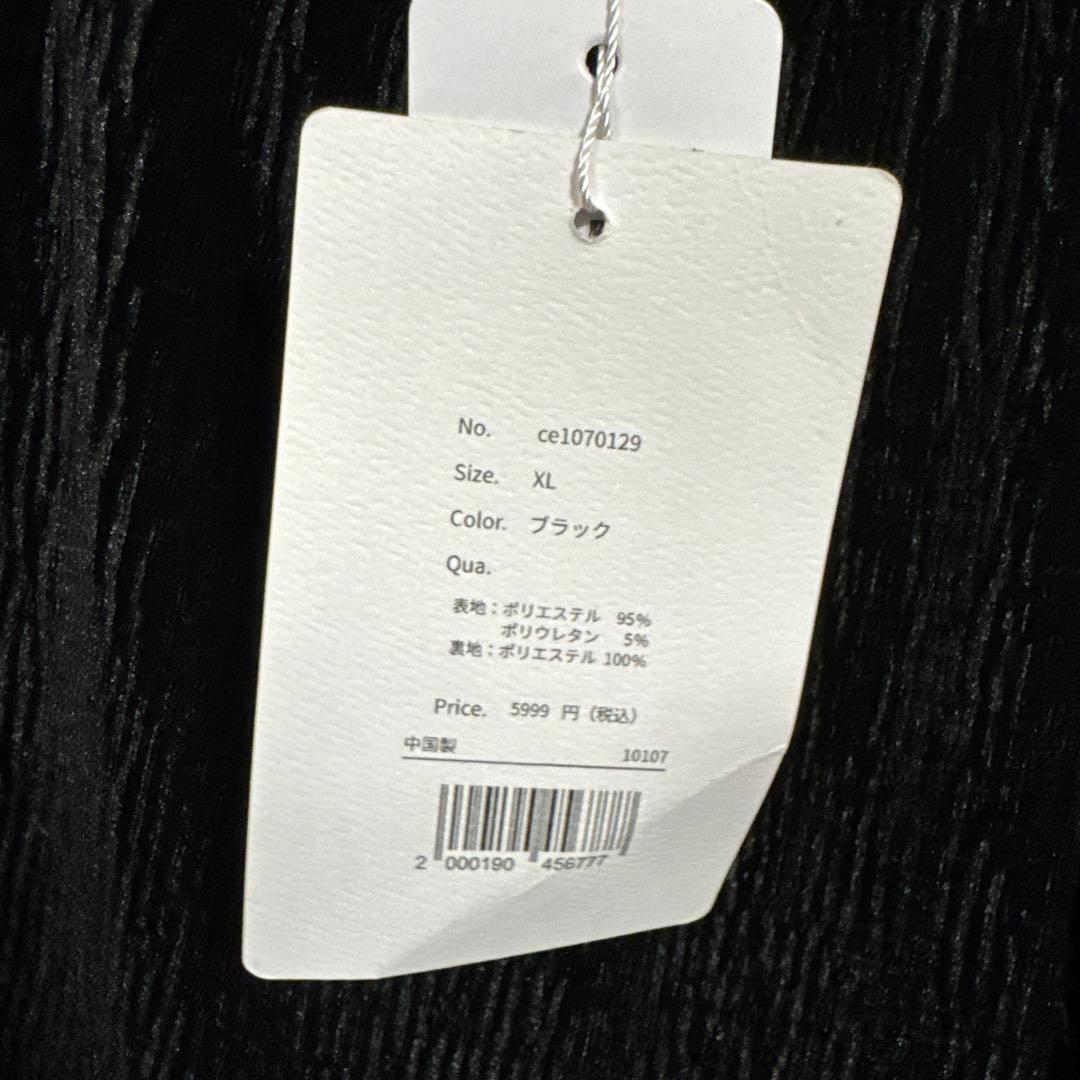 No. ce1070129
Size. XL
Color. ブラック
Qua.
表地：ポリエステル 95%
ポリウレタン 5%
裏地：ポリエステル 100%
Price. 5999 円（税込）
中国製 10107
2 000190 456777